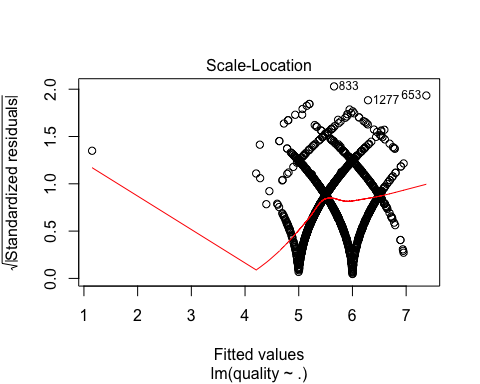 Scale-Location
√|Standardized residuals|
2.0
1.5
1.0
0.5
0.0
833
1277
653
1 2 3 4 5 6 7
Fitted values
lm(quality ~ .)